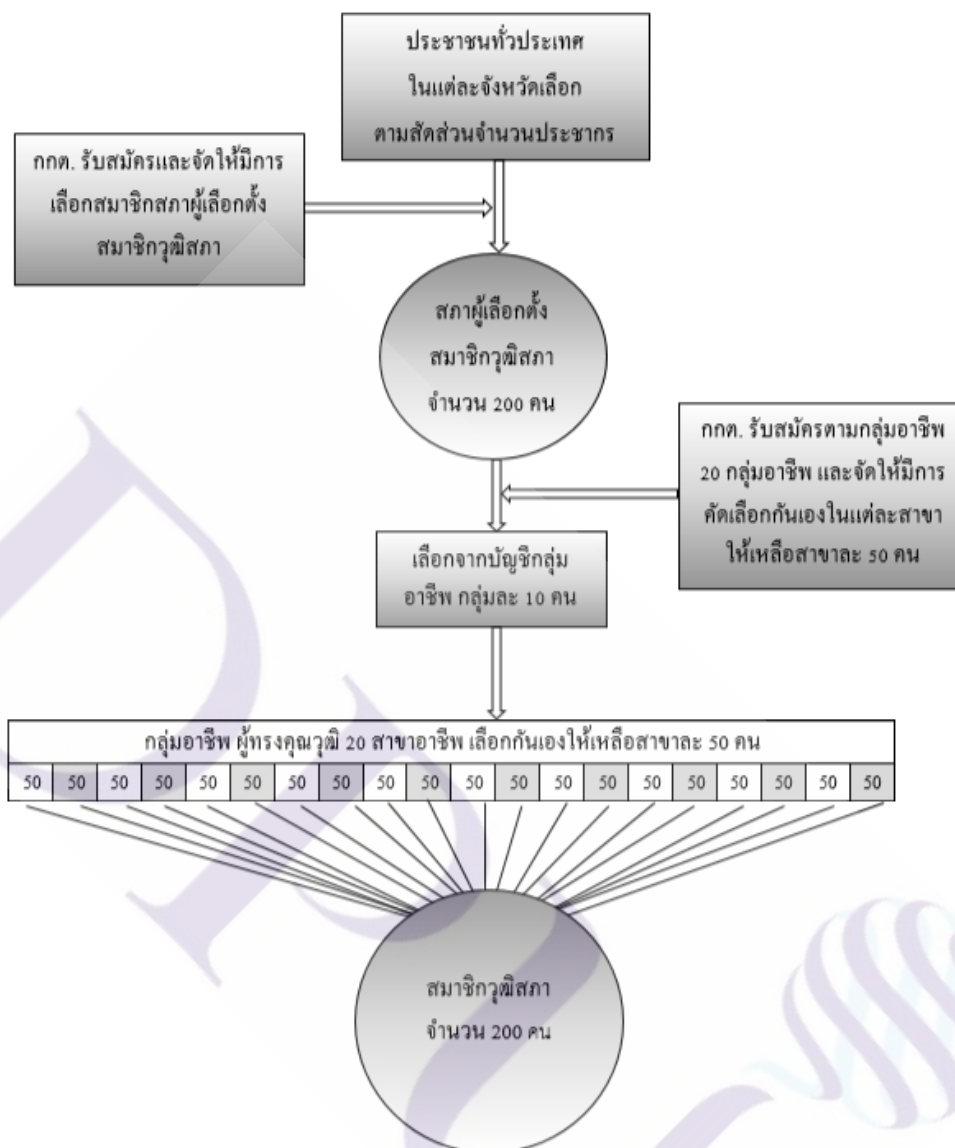 ประชาชนทั่วประเทศ
ในแต่ละจังหวัดเลือก
ตามสัดส่วนจำนวนประชากร
กกต. รับสมัครและจัดให้มีการ
เลือกสมาชิกสภาผู้เลือกตั้ง
สมาชิกวุฒิสภา
สภาผู้เลือกตั้ง
สมาชิกวุฒิสภา
จำนวน 200 คน
กกต. รับสมัครตามกลุ่มอาชีพ
20 กลุ่มอาชีพ และจัดให้มีการ
คัดเลือกกันเองในแต่ละสาขา
ให้เหลือสาขาละ 50 คน
เลือกจากบัญชีกลุ่ม
อาชีพ กลุ่มละ 10 คน
กลุ่มอาชีพ ผู้ทรงคุณวุฒิ 20 สาขาอาชีพ เลือกกันเองให้เหลือสาขาละ 50 คน
50 50 50 50 50 50 50 50 50 50 50 50 50 50 50 50 50 50 50 50
สมาชิกวุฒิสภา
จำนวน 200 คน